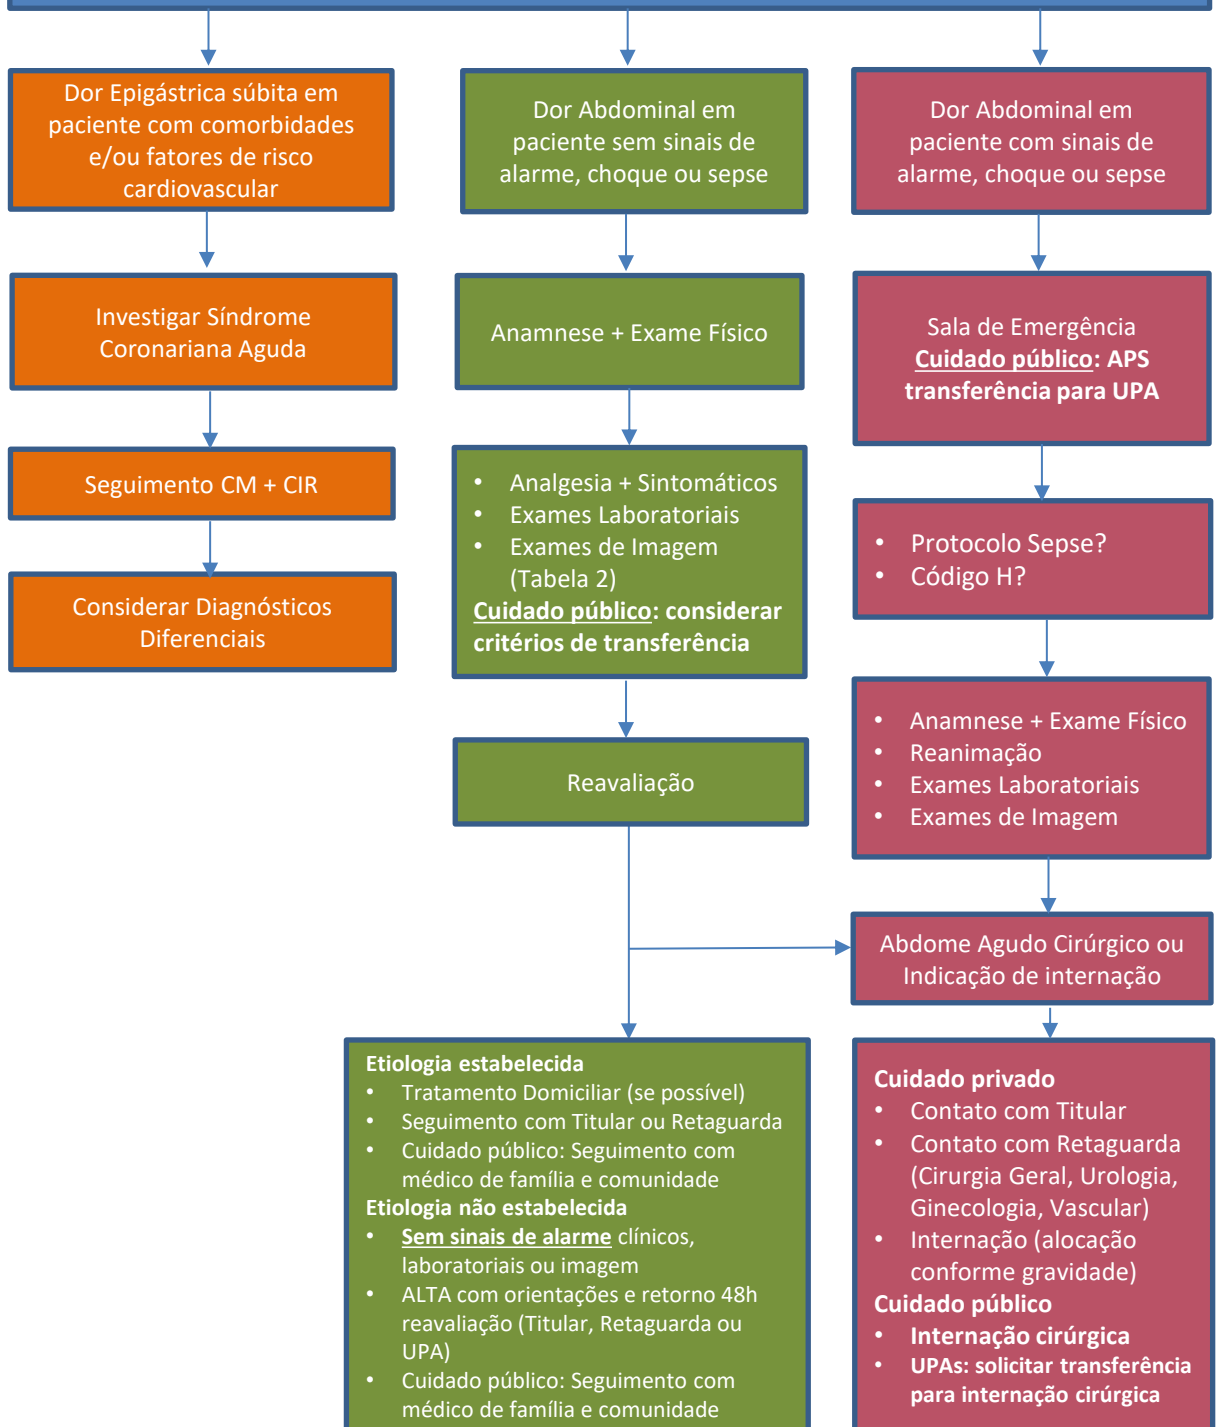 Dor Epigástrica súbita em
paciente com comorbidades
e/ou fatores de risco
cardiovascular
Investigar Síndrome
Coronariana Aguda
Seguimento CM + CIR
Considerar Diagnósticos
Diferenciais
Dor Abdominal em
paciente sem sinais de
alarme, choque ou sepse
Anamnese + Exame Físico
• Analgesia + Sintomáticos
• Exames Laboratoriais
• Exames de Imagem
(Tabela 2)
Cuidado público: considerar
critérios de transferência
Reavaliação
Etiologia estabelecida
• Tratamento Domiciliar (se possível)
• Seguimento com Titular ou Retaguarda
• Cuidado público: Seguimento com
médico de família e comunidade
Etiologia não estabelecida
• Sem sinais de alarme clínicos,
laboratoriais ou imagem
• ALTA com orientações e retorno 48h
reavaliação (Titular, Retaguarda ou
UPA)
• Cuidado público: Seguimento com
médico de família e comunidade
Dor Abdominal em
paciente com sinais de
alarme, choque ou sepse
Sala de Emergência
Cuidado público: APS
transferência para UPA
• Protocolo Sepse?
• Código H?
• Anamnese + Exame Físico
• Reanimação
• Exames Laboratoriais
• Exames de Imagem
Abdome Agudo Cirúrgico ou
Indicação de internação
Cuidado privado
• Contato com Titular
• Contato com Retaguarda
(Cirurgia Geral, Urologia,
Ginecologia, Vascular)
• Internação (alocação
conforme gravidade)
Cuidado público
• Internação cirúrgica
• UPAs: solicitar transferência
para internação cirúrgica